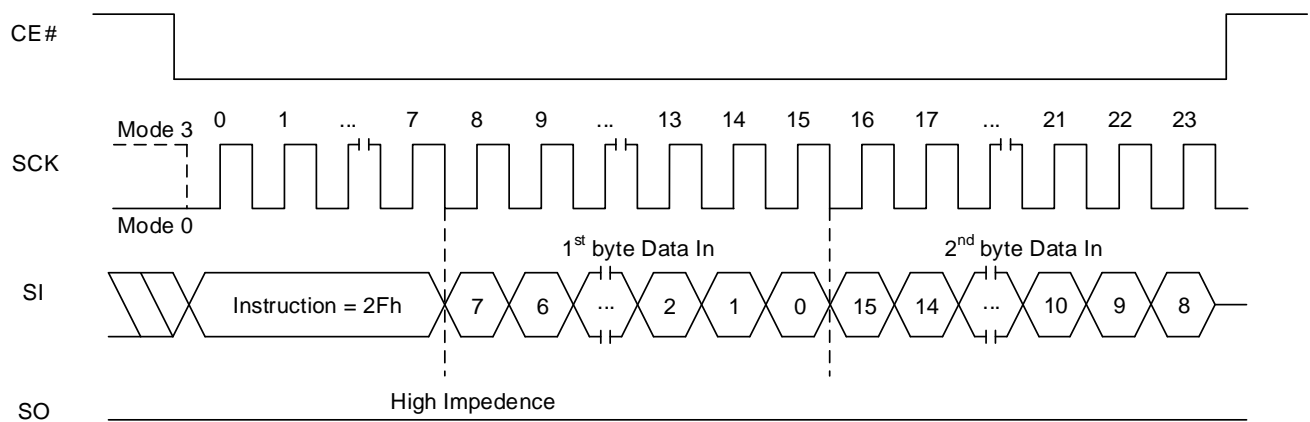 CE#
0 1 ... 7 8 9 ... 13 14 15 16 17 ... 21 22 23
Mode 3
SCK
Mode 0
1st byte Data In 2nd byte Data In
SI Instruction = 2Fh 7 6 ... 2 1 0 15 14 ... 10 9 8
High Impedence
SO